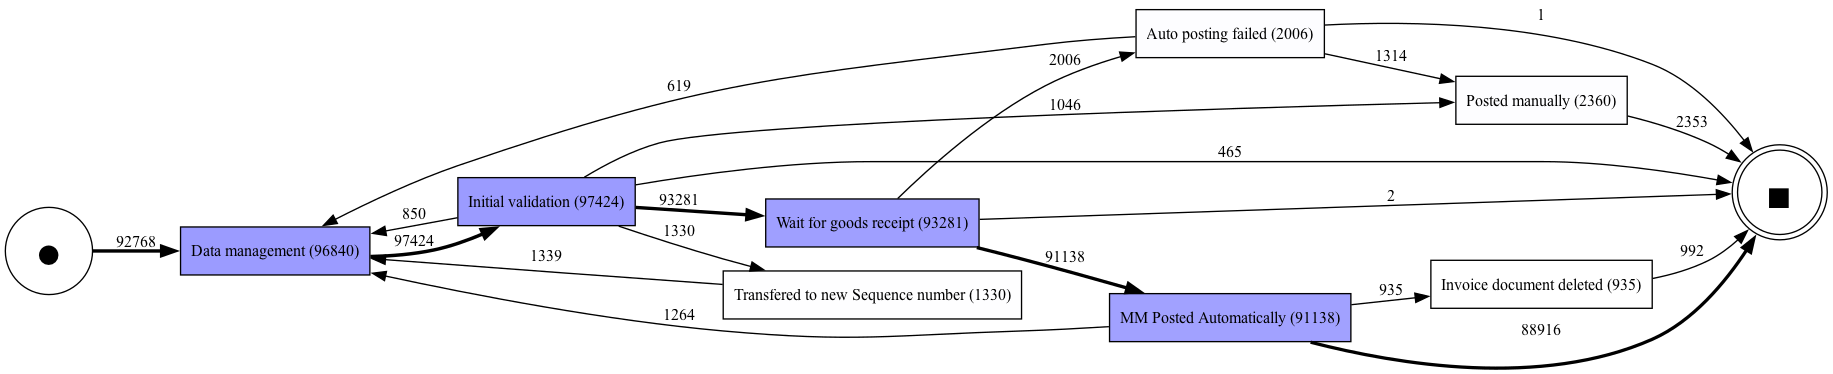 1
Auto posting failed (2006)
2006
1314
619
Posted manually (2360)
1046
2353
465
Initial validation (97424)
93281
2
850
Wait for goods receipt (93281)
92768
97424
1330
Data management (96840)
1339
91138
992
Transfered to new Sequence number (1330)
935
Invoice document deleted (935)
1264
MM Posted Automatically (91138)
88916